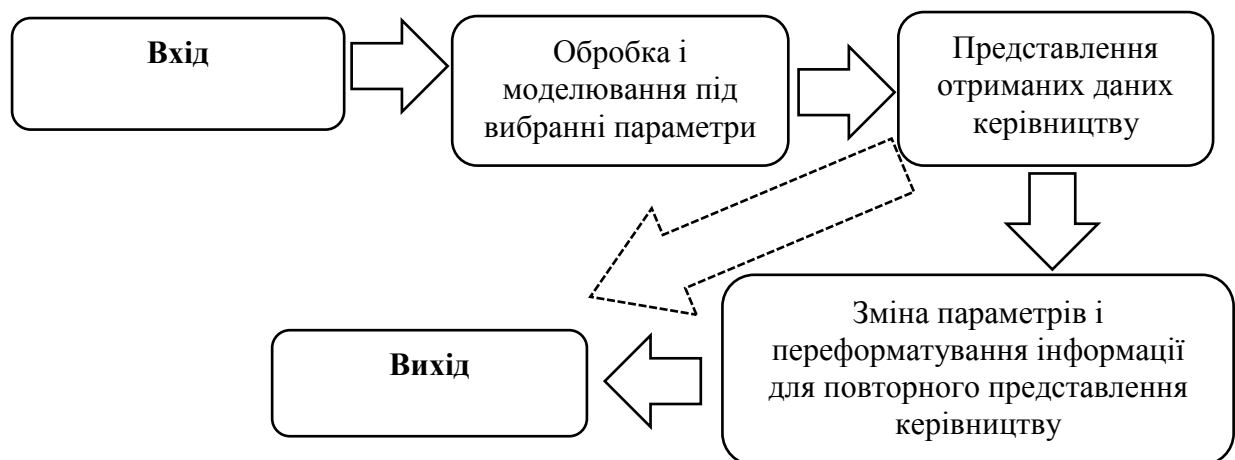 Вхід
Обробка і
моделювання під
вибранні параметри
Представлення
отриманих даних
керівництву
Зміна параметрів і
переформатування інформації
для повторного представлення
керівництву
Вихід